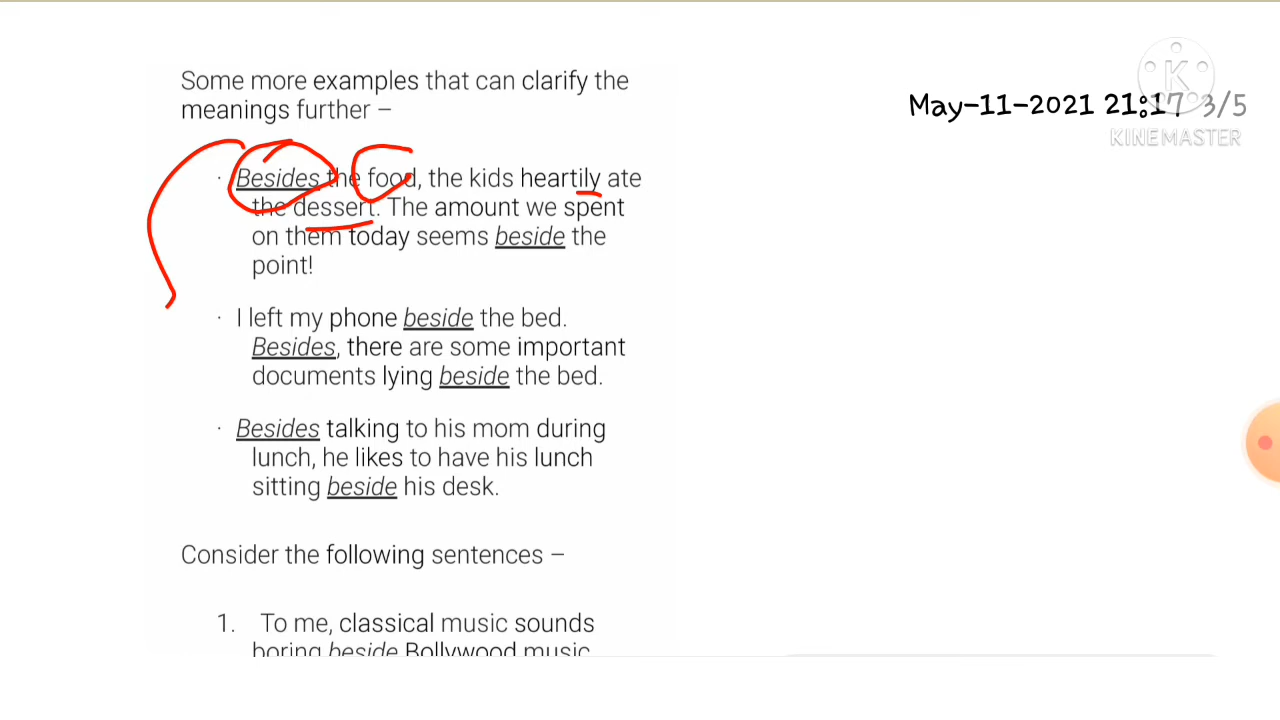 Some more examples that can clarify the
meanings further –
· Besides the food, the kids heartily ate
the dessert. The amount we spent
on them today seems beside the
point!
· I left my phone beside the bed.
Besides, there are some important
documents lying beside the bed.
· Besides talking to his mom during
lunch, he likes to have his lunch
sitting beside his desk.
Consider the following sentences –
1. To me, classical music sounds
boring beside Bollywood music
May-11-2021 21:17 3/5
K
KINEMASTER